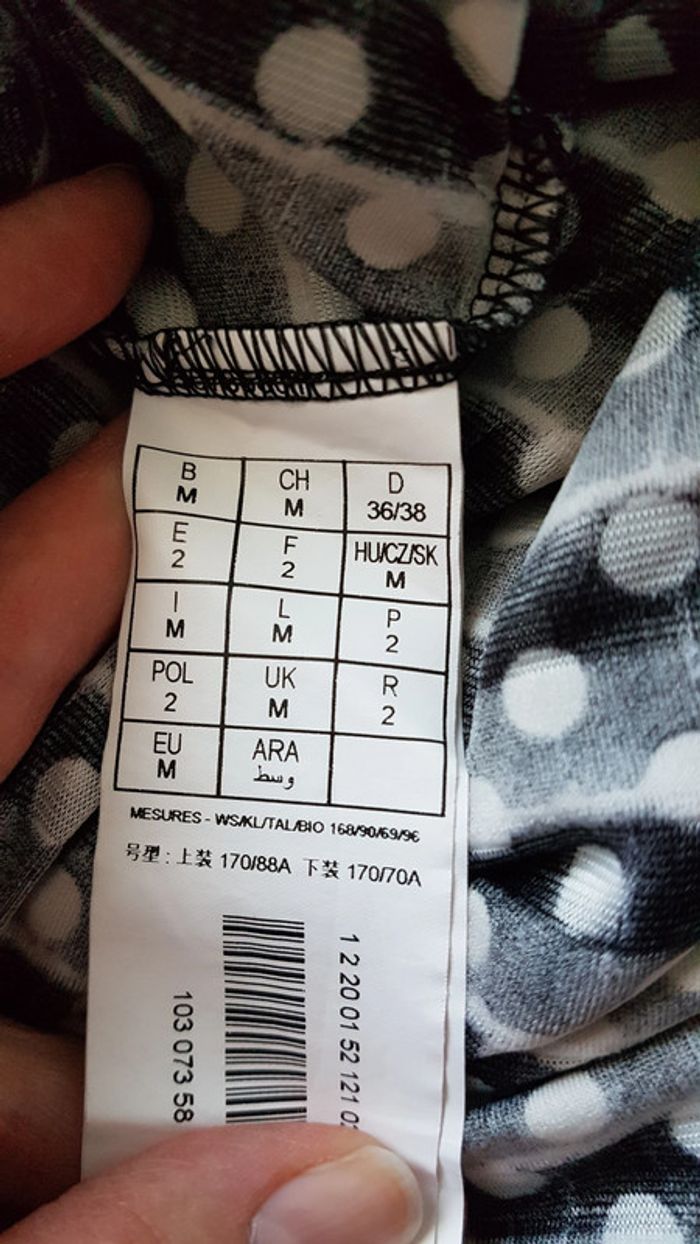 B CH D
M M 36/38
E F HU/CZ/SK
2 2 M
I L P
M M 2
POL UK R
2 M 2
EU ARA
M وسط
MESURES - WS/KL/TAL/BIO 168/90/69/96
号型 : 上装 170/88A 下装 170/70A
1 2 20 01 52 121 0
103 073 58